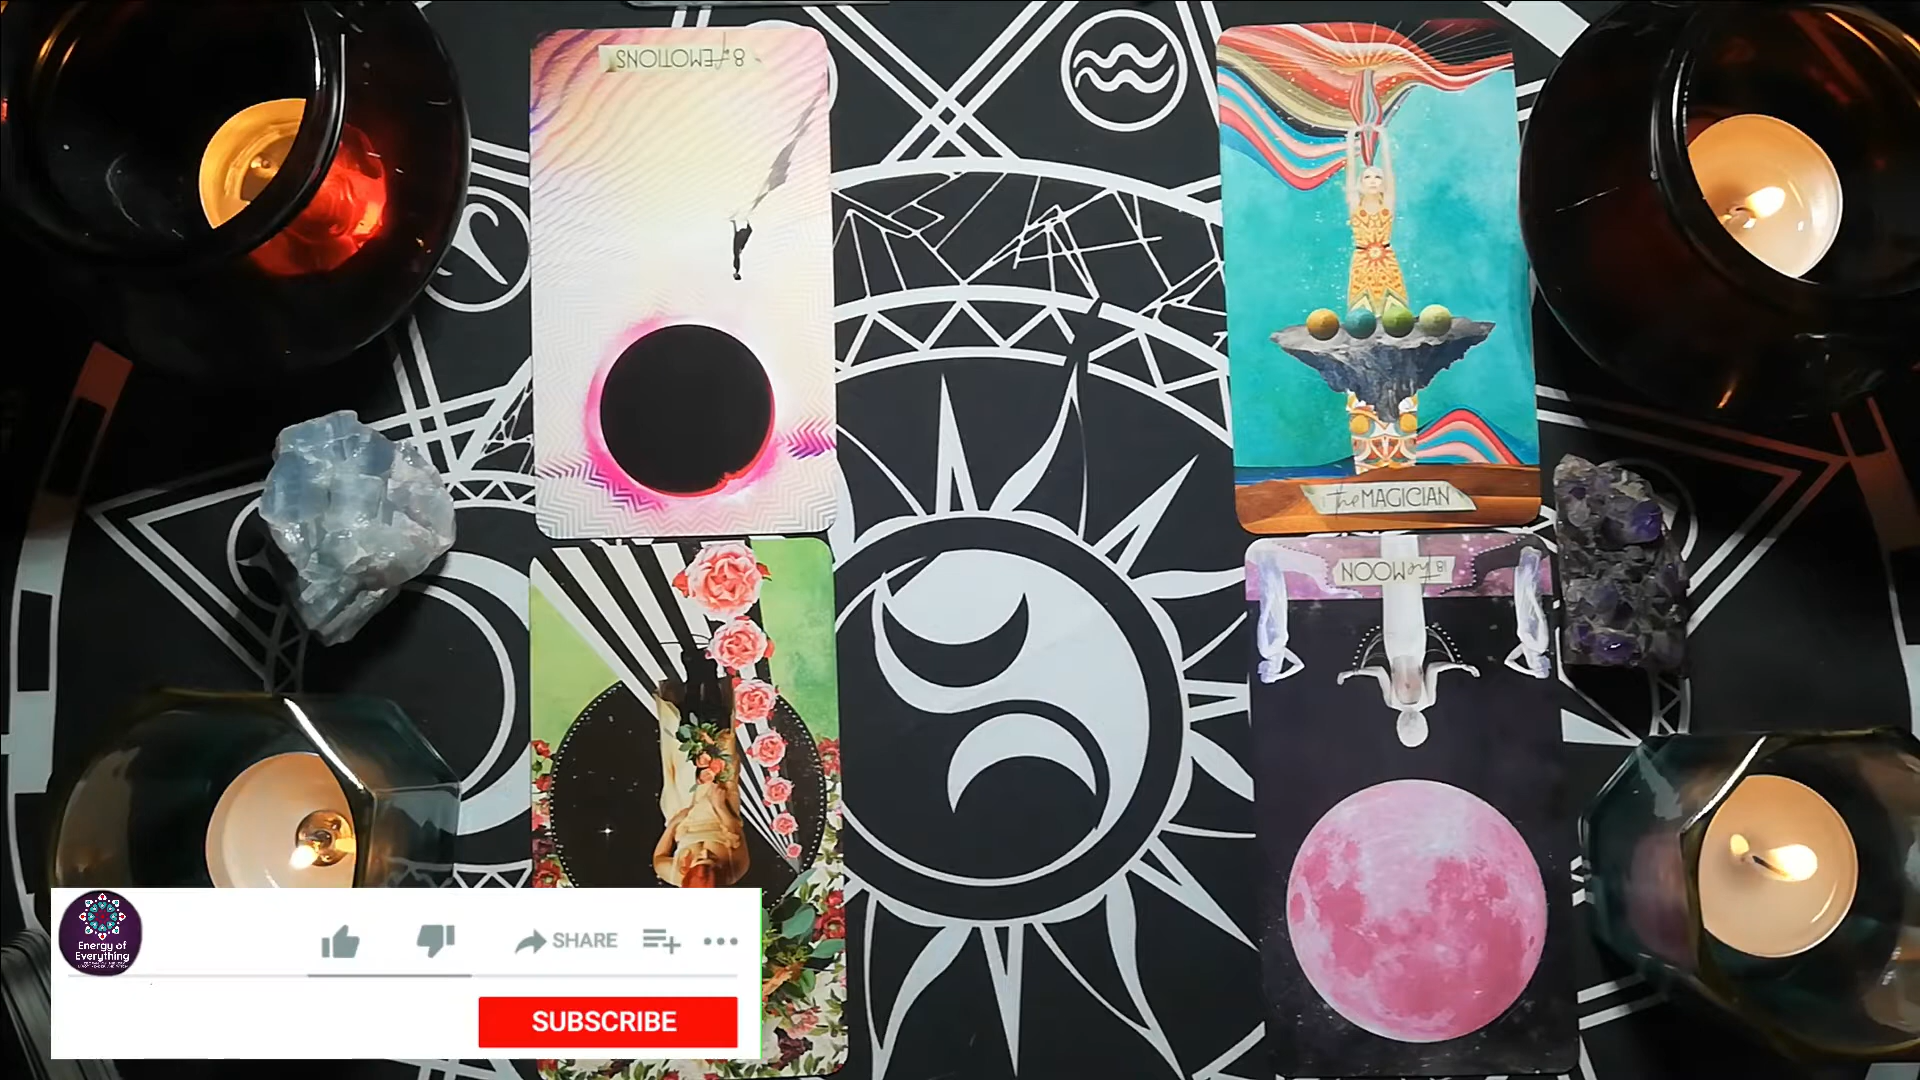 8 of EMOTIONS
the MAGICIAN
18 the MOON
Energy of
Everything
SHARE
SUBSCRIBE